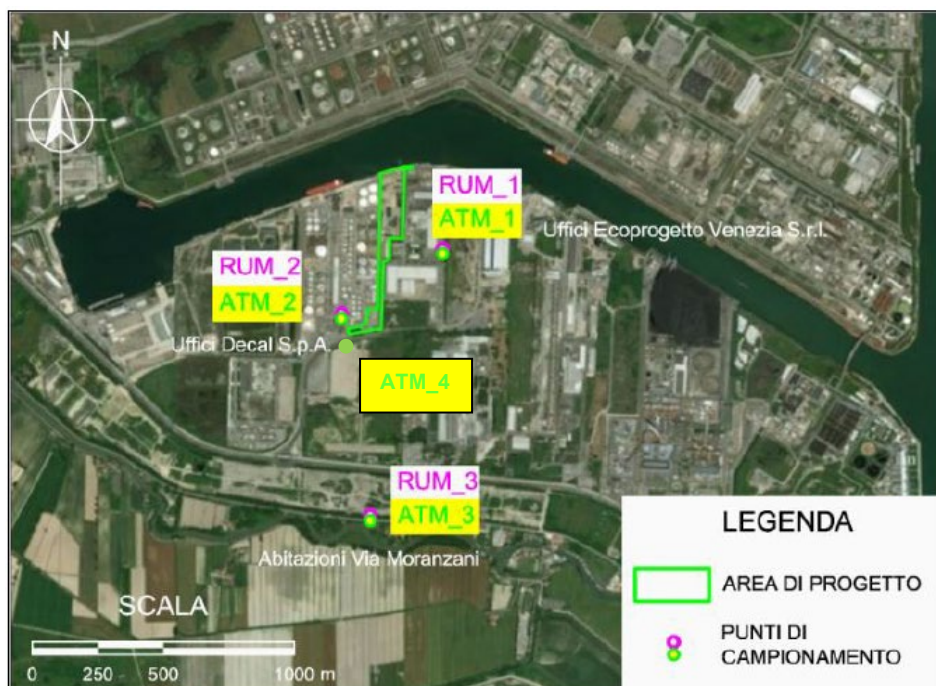 N
RUM_1
ATM_1
Uffici Ecoprogetto Venezia S.r.l.
RUM_2
ATM_2
Uffici Decal S.p.A.
ATM_4
RUM_3
ATM_3
Abitazioni Via Moranzani
SCALA
0 250 500 1000 m
LEGENDA
AREA DI PROGETTO
PUNTI DI
CAMPIONAMENTO